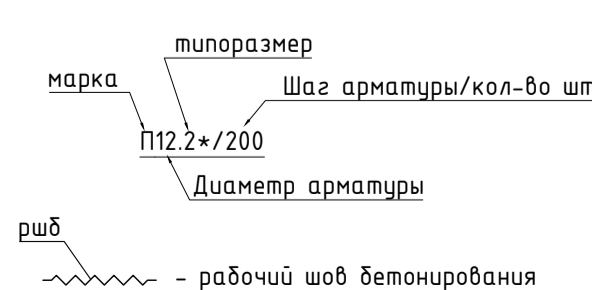 типоразмер
марка
Шаг арматуры/кол-во шт
П12.2*/200
Диаметр арматуры
ршб
- рабочий шов бетонирования